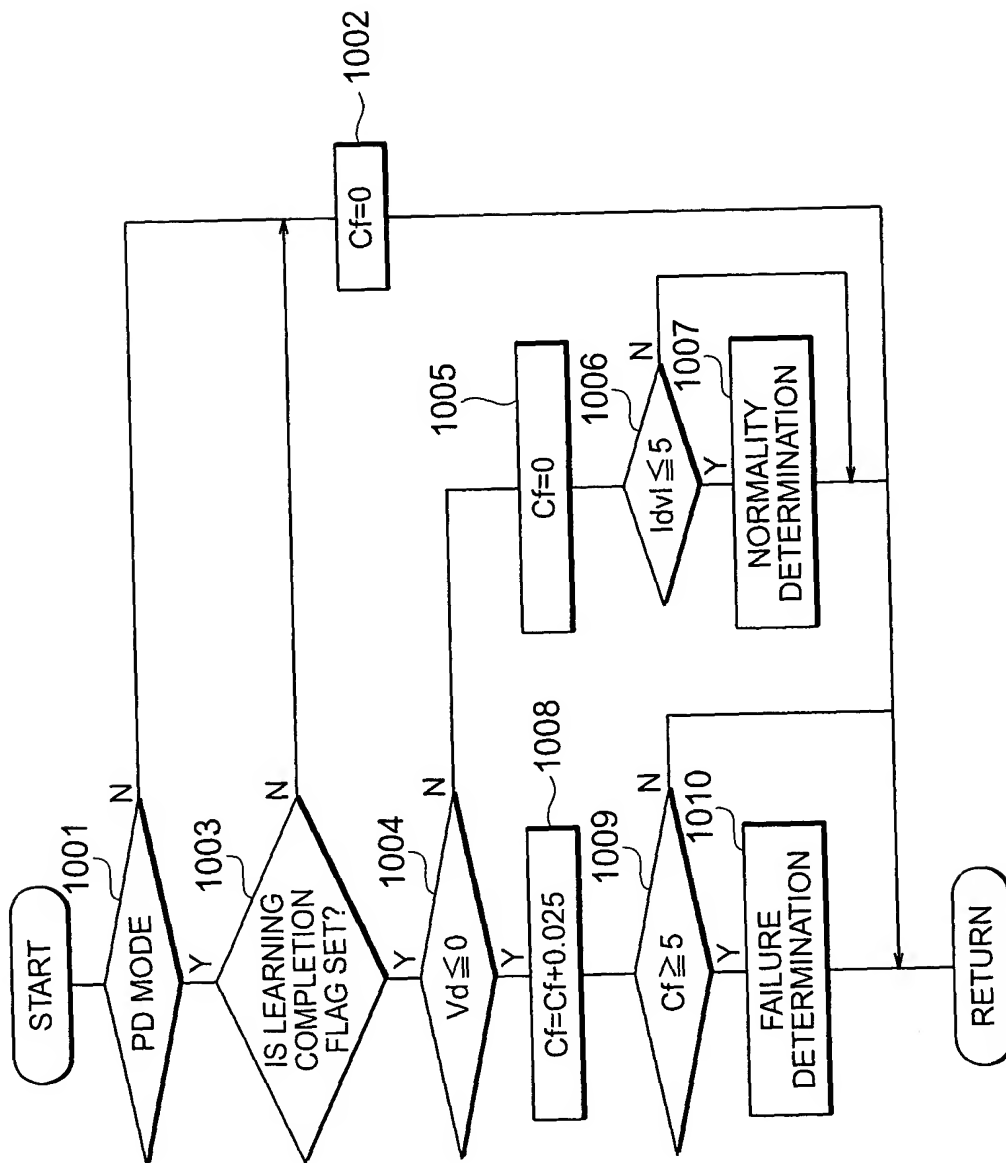 START
1001
PD MODE
N
Y
1003
IS LEARNING
COMPLETION
FLAG SET?
N
Y
1002
Cf=0
1004
Vd≦0
N
Y
1005
Cf=0
1006
|dv|≦5
N
Y
1007
NORMALITY
DETERMINATION
1008
Cf=Cf+0.025
1009
Cf≧5
N
Y
1010
FAILURE
DETERMINATION
RETURN